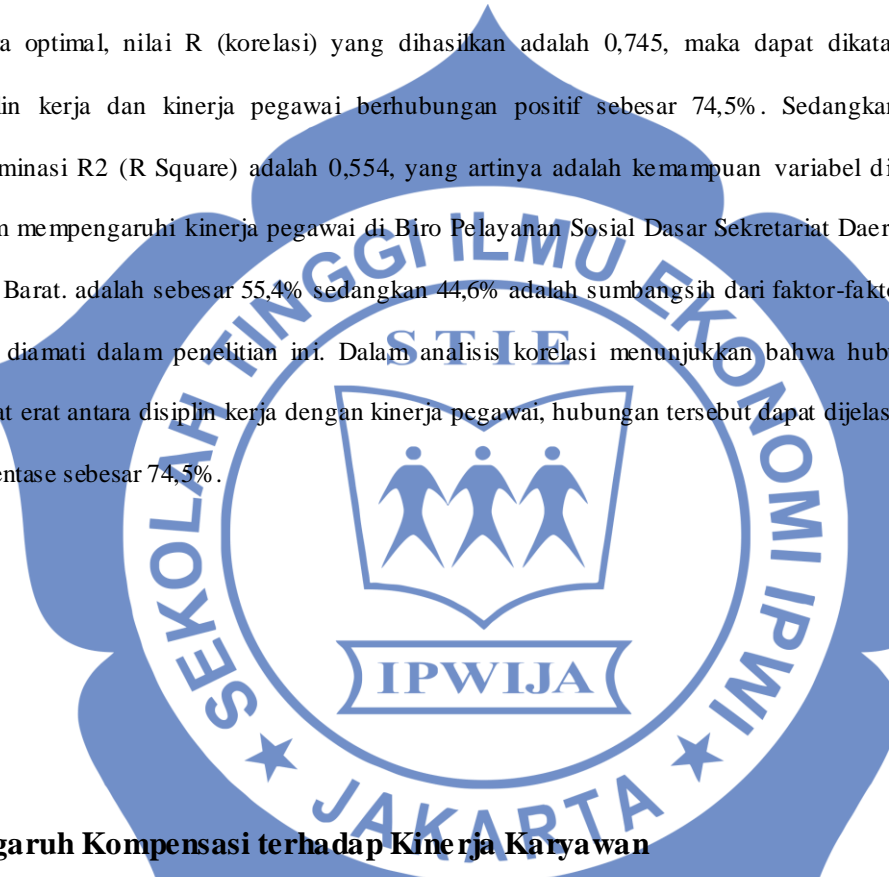 ra optimal, nilai R (korelasi) yang dihasilkan adalah 0,745, maka dapat dikata
in kerja dan kinerja pegawai berhubungan positif sebesar 74,5%. Sedangkan
minasi R2 (R Square) adalah 0,554, yang artinya adalah kemampuan variabel di
m mempengaruhi kinerja pegawai di Biro Pelayanan Sosial Dasar Sekretariat Daer
Barat. adalah sebesar 55,4% sedangkan 44,6% adalah sumbangsih dari faktor-fakto
diamati dalam penelitian ini. Dalam analisis korelasi menunjukkan bahwa hub
at erat antara disiplin kerja dengan kinerja pegawai, hubungan tersebut dapat dijelas
entase sebesar 74,5%.
SEKOLAH TINGGI ILMU EKONOMI IPWI
STIE
IPWIJA
★ JAKARTA ★
garuh Kompensasi terhadap Kinerja Karyawan